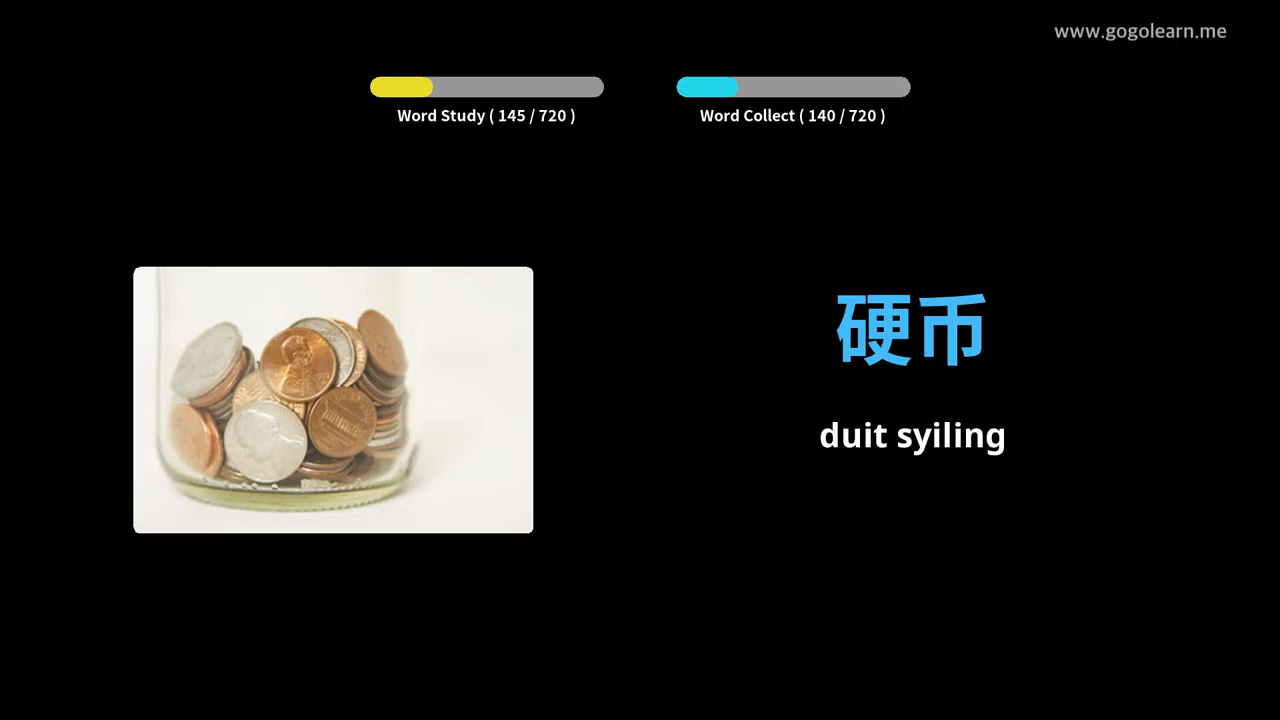 www.gogolearn.me
Word Study ( 145 / 720 )
Word Collect ( 140 / 720 )
硬币
duit syiling